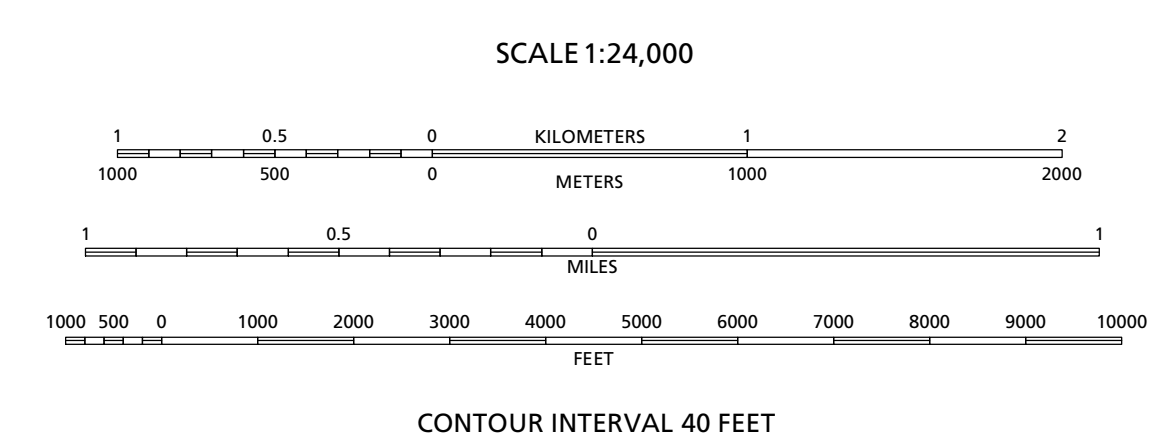 SCALE 1:24,000
1 0.5 0 KILOMETERS 1 2
1000 500 0 METERS 1000 2000
1 0.5 0 1
MILES
1000 500 0 1000 2000 3000 4000 5000 6000 7000 8000 9000 10000
FEET
CONTOUR INTERVAL 40 FEET